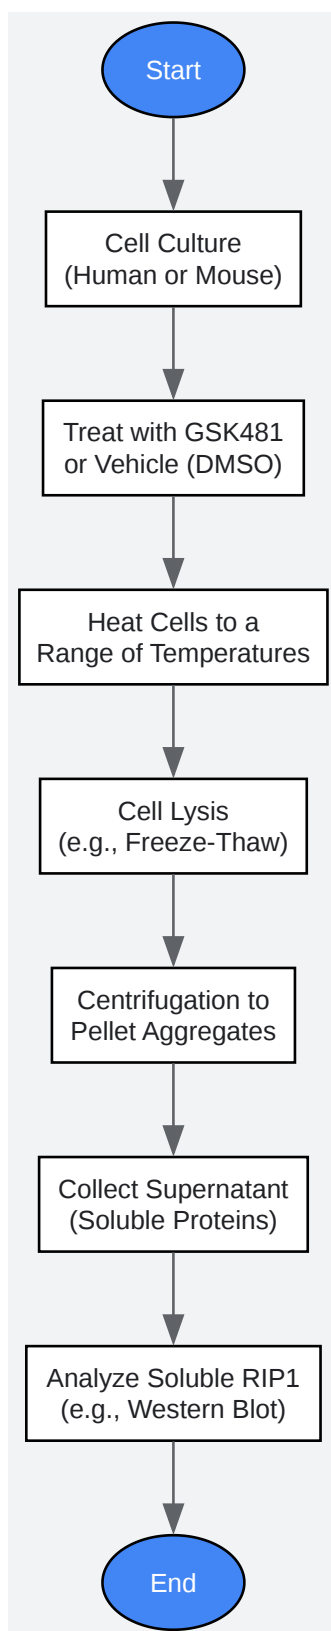 Start
Cell Culture
(Human or Mouse)
Treat with GSK481
or Vehicle (DMSO)
Heat Cells to a
Range of Temperatures
Cell Lysis
(e.g., Freeze-Thaw)
Centrifugation to
Pellet Aggregates
Collect Supernatant
(Soluble Proteins)
Analyze Soluble RIP1
(e.g., Western Blot)
End